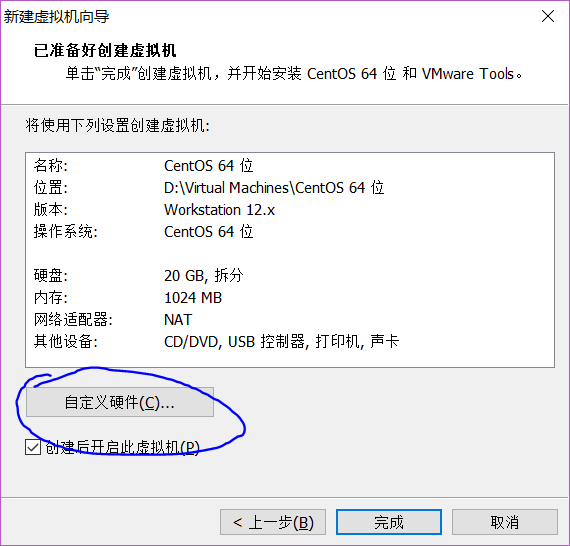 新建虚拟机向导
已准备好创建虚拟机
单击“完成”创建虚拟机，并开始安装 CentOS 64 位 和 VMware Tools。
将使用下列设置创建虚拟机:
名称: CentOS 64 位
位置: D:\Virtual Machines\CentOS 64 位
版本: Workstation 12.x
操作系统: CentOS 64 位
硬盘: 20 GB, 拆分
内存: 1024 MB
网络适配器: NAT
其他设备: CD/DVD, USB 控制器, 打印机, 声卡
自定义硬件(C)...
创建后开启此虚拟机(P)
< 上一步(B) 完成 取消